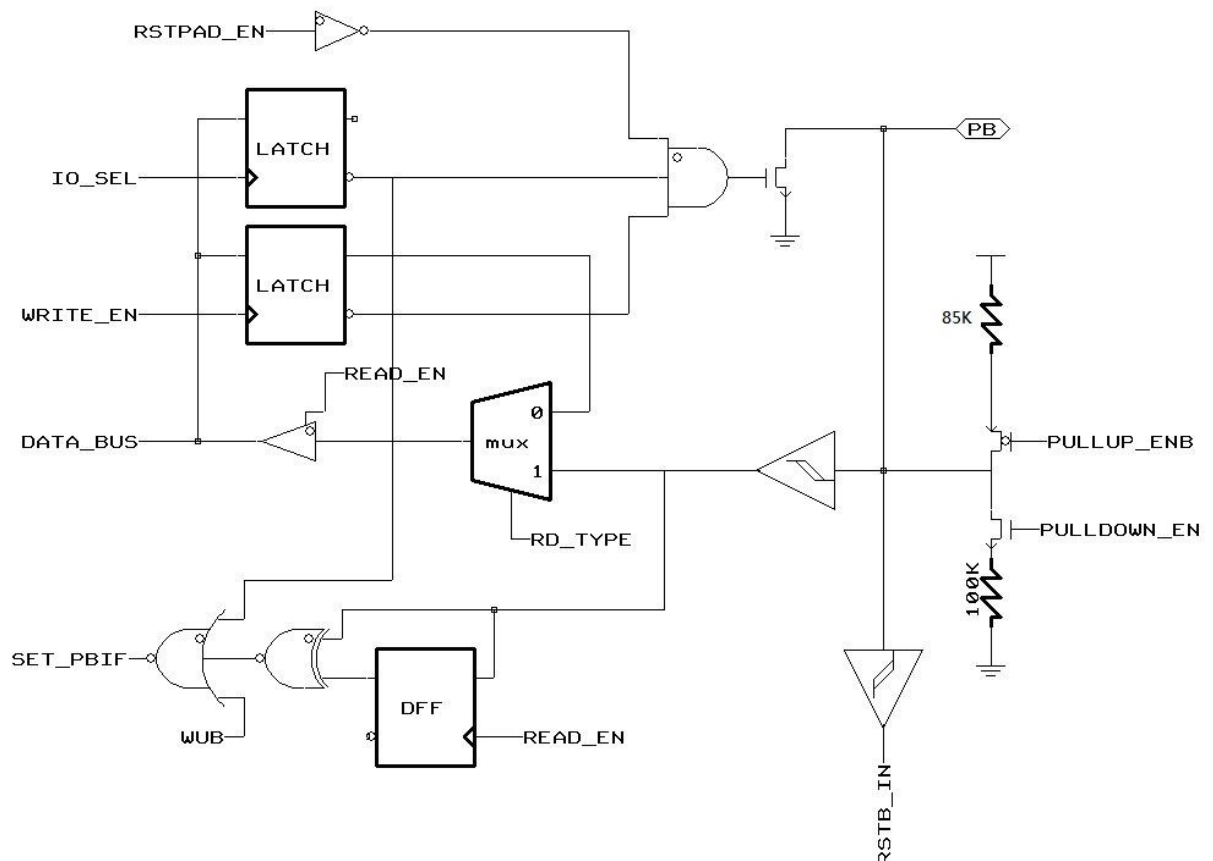 RSTPAD_EN
PB
LATCH
IO_SEL
LATCH
WRITE_EN
85K
READ_EN
0
DATA_BUS
mux
PULLUP_ENB
1
RD_TYPE
PULLDOWN_EN
100K
SET_PBIF
DFF
WUB
READ_EN
RSTB_IN